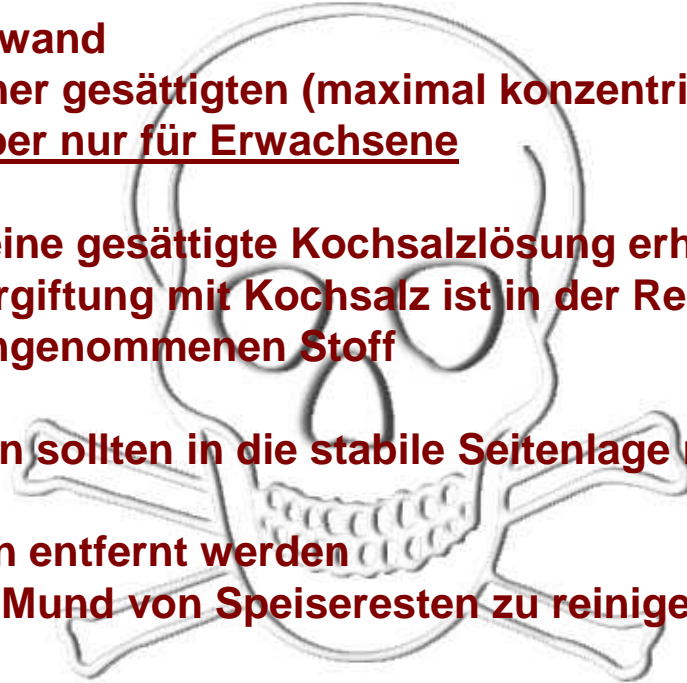 wand
ner gesättigten (maximal konzentri
ber nur für Erwachsene
eine gesättigte Kochsalzlösung erh
rgiftung mit Kochsalz ist in der Re
ngenommenen Stoff
n sollten in die stabile Seitenlage
n entfernt werden
Mund von Speiseresten zu reinige